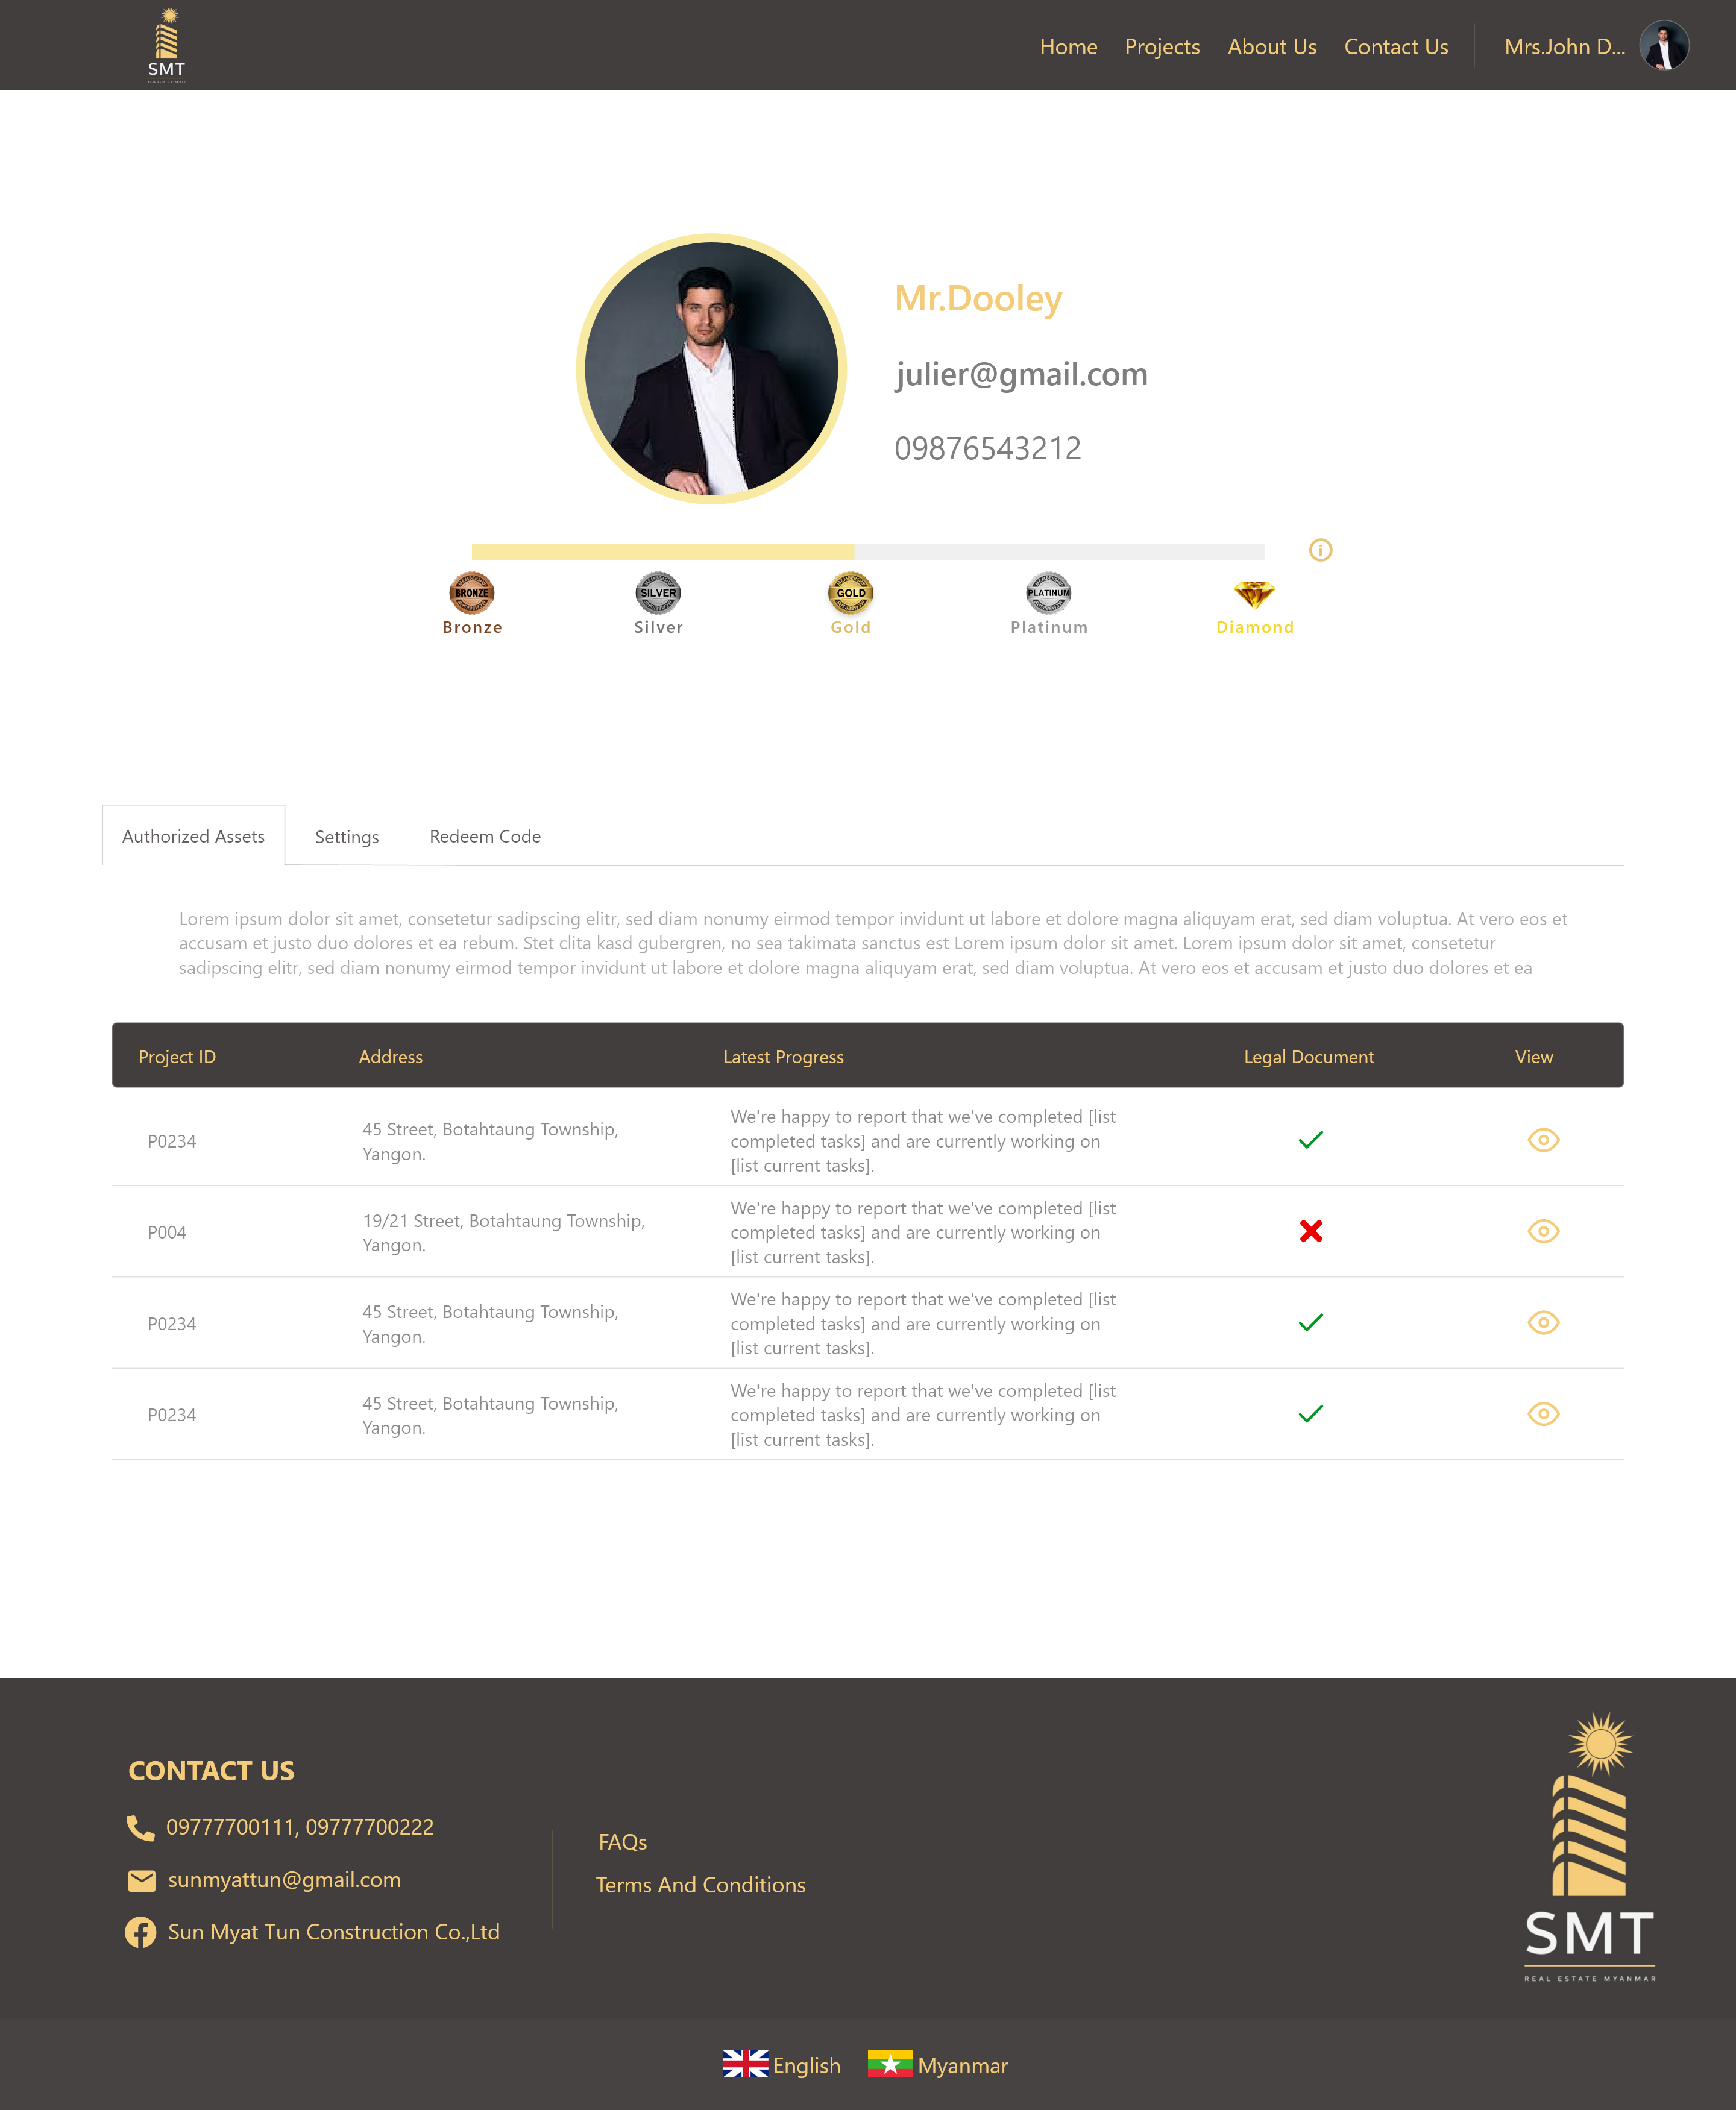 SMT
Home Projects About Us Contact Us Mrs.John D...
Mr.Dooley
julier@gmail.com
09876543212
BRONZE SILVER GOLD PLATINUM
Bronze Silver Gold Platinum Diamond
Authorized Assets Settings Redeem Code
Lorem ipsum dolor sit amet, consetetur sadipscing elitr, sed diam nonumy eirmod tempor invidunt ut labore et dolore magna aliquyam erat, sed diam voluptua. At vero eos et
accusam et justo duo dolores et ea rebum. Stet clita kasd gubergren, no sea takimata sanctus est Lorem ipsum dolor sit amet. Lorem ipsum dolor sit amet, consetetur
sadipscing elitr, sed diam nonumy eirmod tempor invidunt ut labore et dolore magna aliquyam erat, sed diam voluptua. At vero eos et accusam et justo duo dolores et ea
Project ID Address Latest Progress Legal Document View
P0234
45 Street, Botahtaung Township,
Yangon.
We're happy to report that we've completed [list
completed tasks] and are currently working on
[list current tasks].
P004
19/21 Street, Botahtaung Township,
Yangon.
We're happy to report that we've completed [list
completed tasks] and are currently working on
[list current tasks].
P0234
45 Street, Botahtaung Township,
Yangon.
We're happy to report that we've completed [list
completed tasks] and are currently working on
[list current tasks].
P0234
45 Street, Botahtaung Township,
Yangon.
We're happy to report that we've completed [list
completed tasks] and are currently working on
[list current tasks].
CONTACT US
09777700111, 09777700222
sunmyattun@gmail.com
Sun Myat Tun Construction Co.,Ltd
FAQs
Terms And Conditions
SMT
REAL ESTATE MYANMAR
English Myanmar